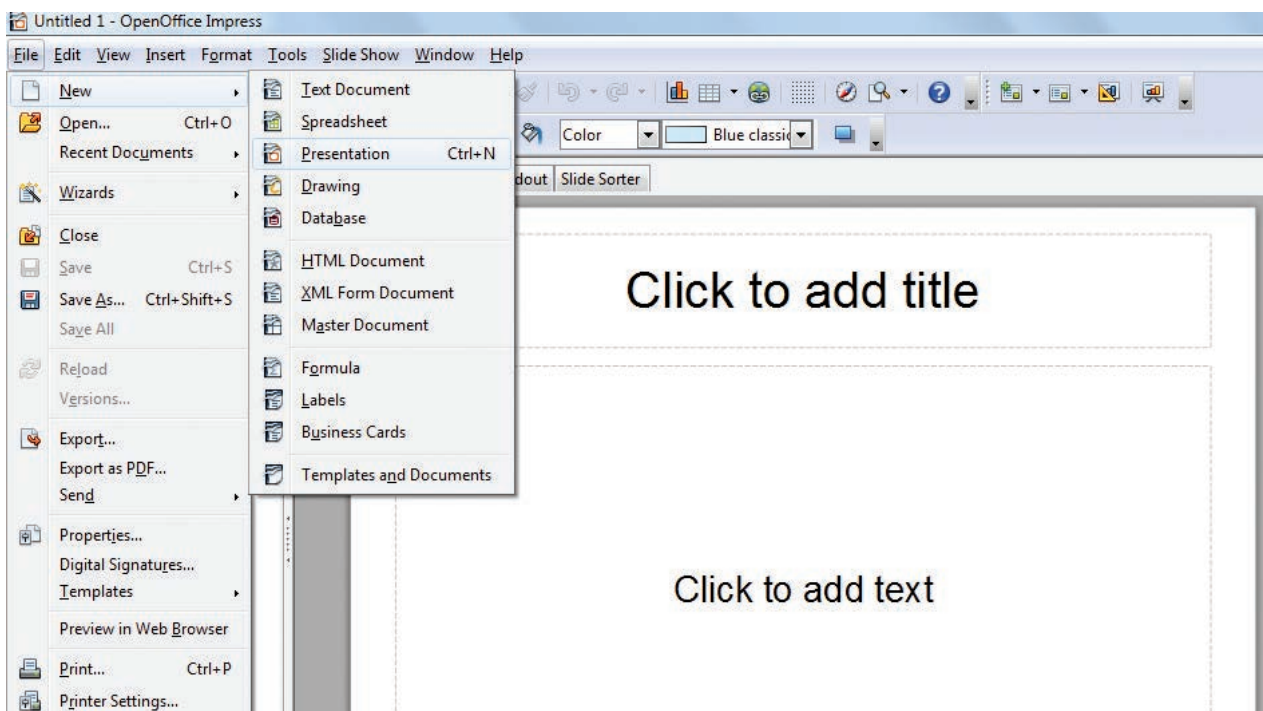 Untitled 1 - OpenOffice Impress
File Edit View Insert Format Tools Slide Show Window Help
New
Open... Ctrl+O
Recent Documents
Wizards
Close
Save Ctrl+S
Save As... Ctrl+Shift+S
Save All
Reload
Versions...
Export...
Export as PDF...
Send
Properties...
Digital Signatures...
Templates
Preview in Web Browser
Print... Ctrl+P
Printer Settings...
Text Document
Spreadsheet
Presentation Ctrl+N
Drawing
Database
HTML Document
XML Form Document
Master Document
Formula
Labels
Business Cards
Templates and Documents
Color Blue classic
dout Slide Sorter
Click to add title
Click to add text